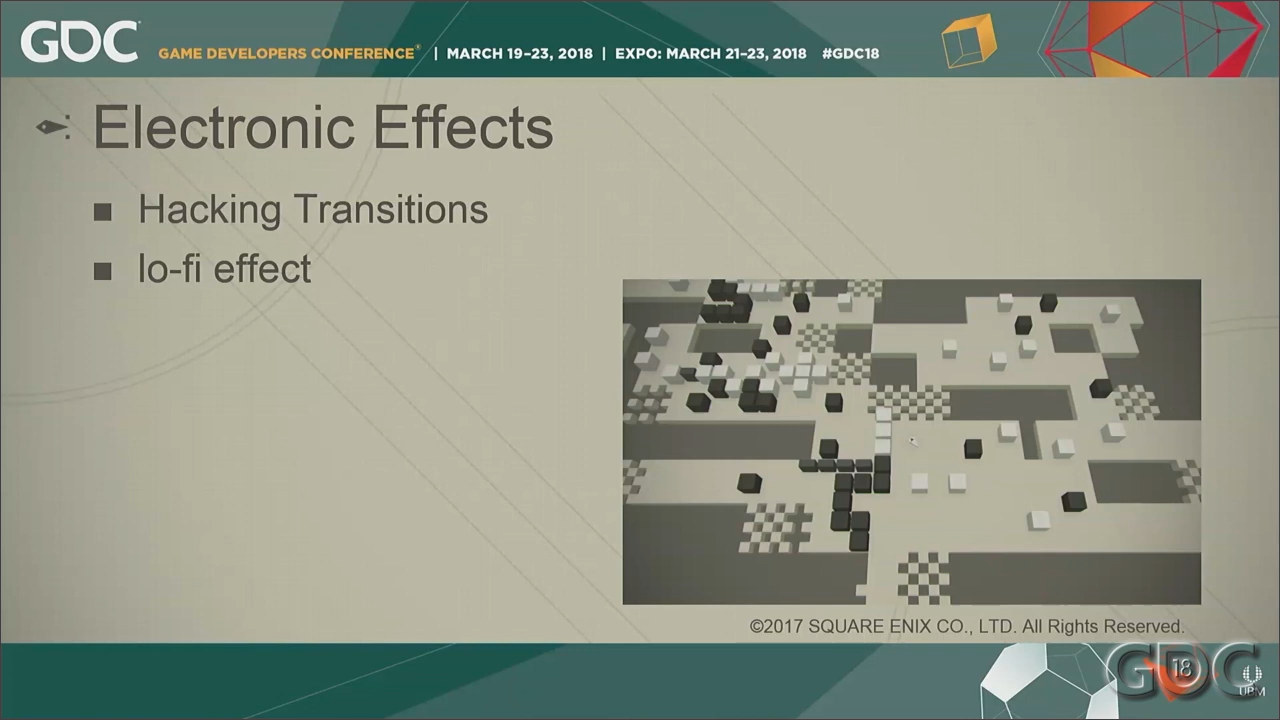 GDC GAME DEVELOPERS CONFERENCE® | MARCH 19–23, 2018 | EXPO: MARCH 21–23, 2018 #GDC18
Electronic Effects
Hacking Transitions
lo-fi effect
©2017 SQUARE ENIX CO., LTD. All Rights Reserved.
GDC 18
UBM